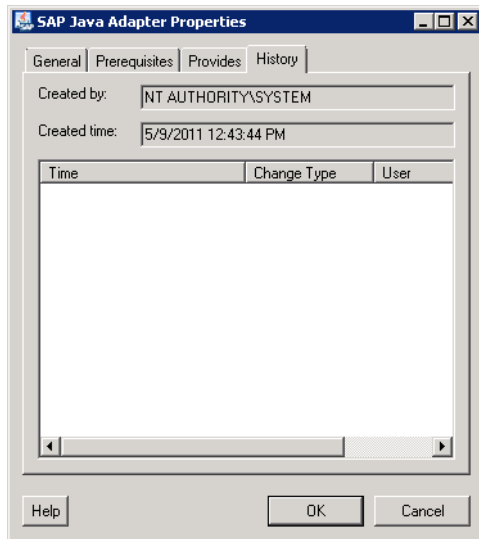 SAP Java Adapter Properties
General Prerequisites Provides History
Created by: NT AUTHORITY\SYSTEM
Created time: 5/9/2011 12:43:44 PM
Time Change Type User
Help OK Cancel